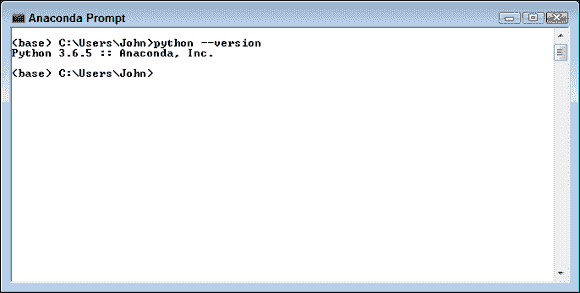 Anaconda Prompt
(base) C:\Users\John>python --version
Python 3.6.5 :: Anaconda, Inc.
(base) C:\Users\John>